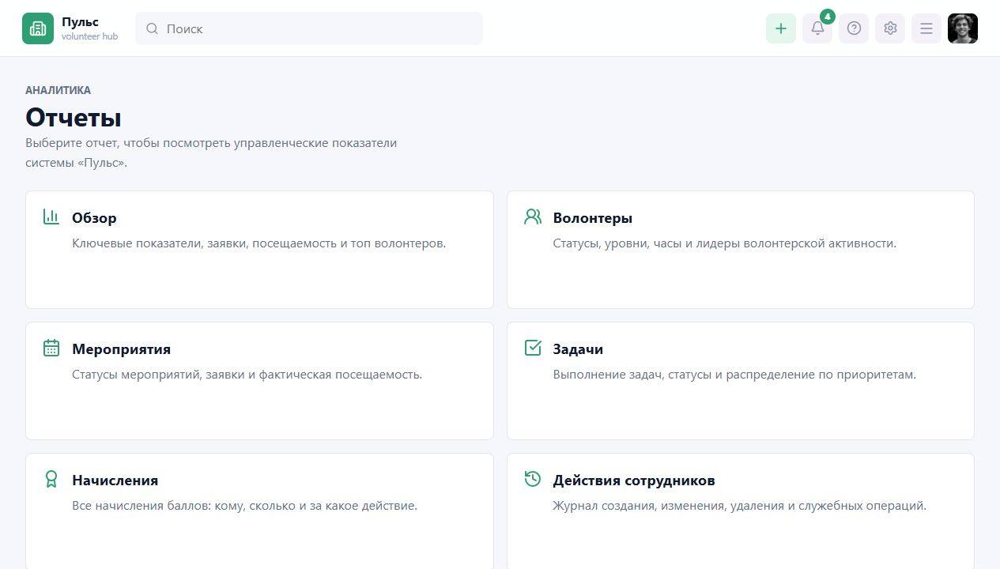 Пульс
volunteer hub
Поиск
4
АНАЛИТИКА
Отчеты
Выберите отчет, чтобы посмотреть управленческие показатели
системы «Пульс».
Обзор
Ключевые показатели, заявки, посещаемость и топ волонтеров.
Волонтеры
Статусы, уровни, часы и лидеры волонтерской активности.
Мероприятия
Статусы мероприятий, заявки и фактическая посещаемость.
Задачи
Выполнение задач, статусы и распределение по приоритетам.
Начисления
Все начисления баллов: кому, сколько и за какое действие.
Действия сотрудников
Журнал создания, изменения, удаления и служебных операций.